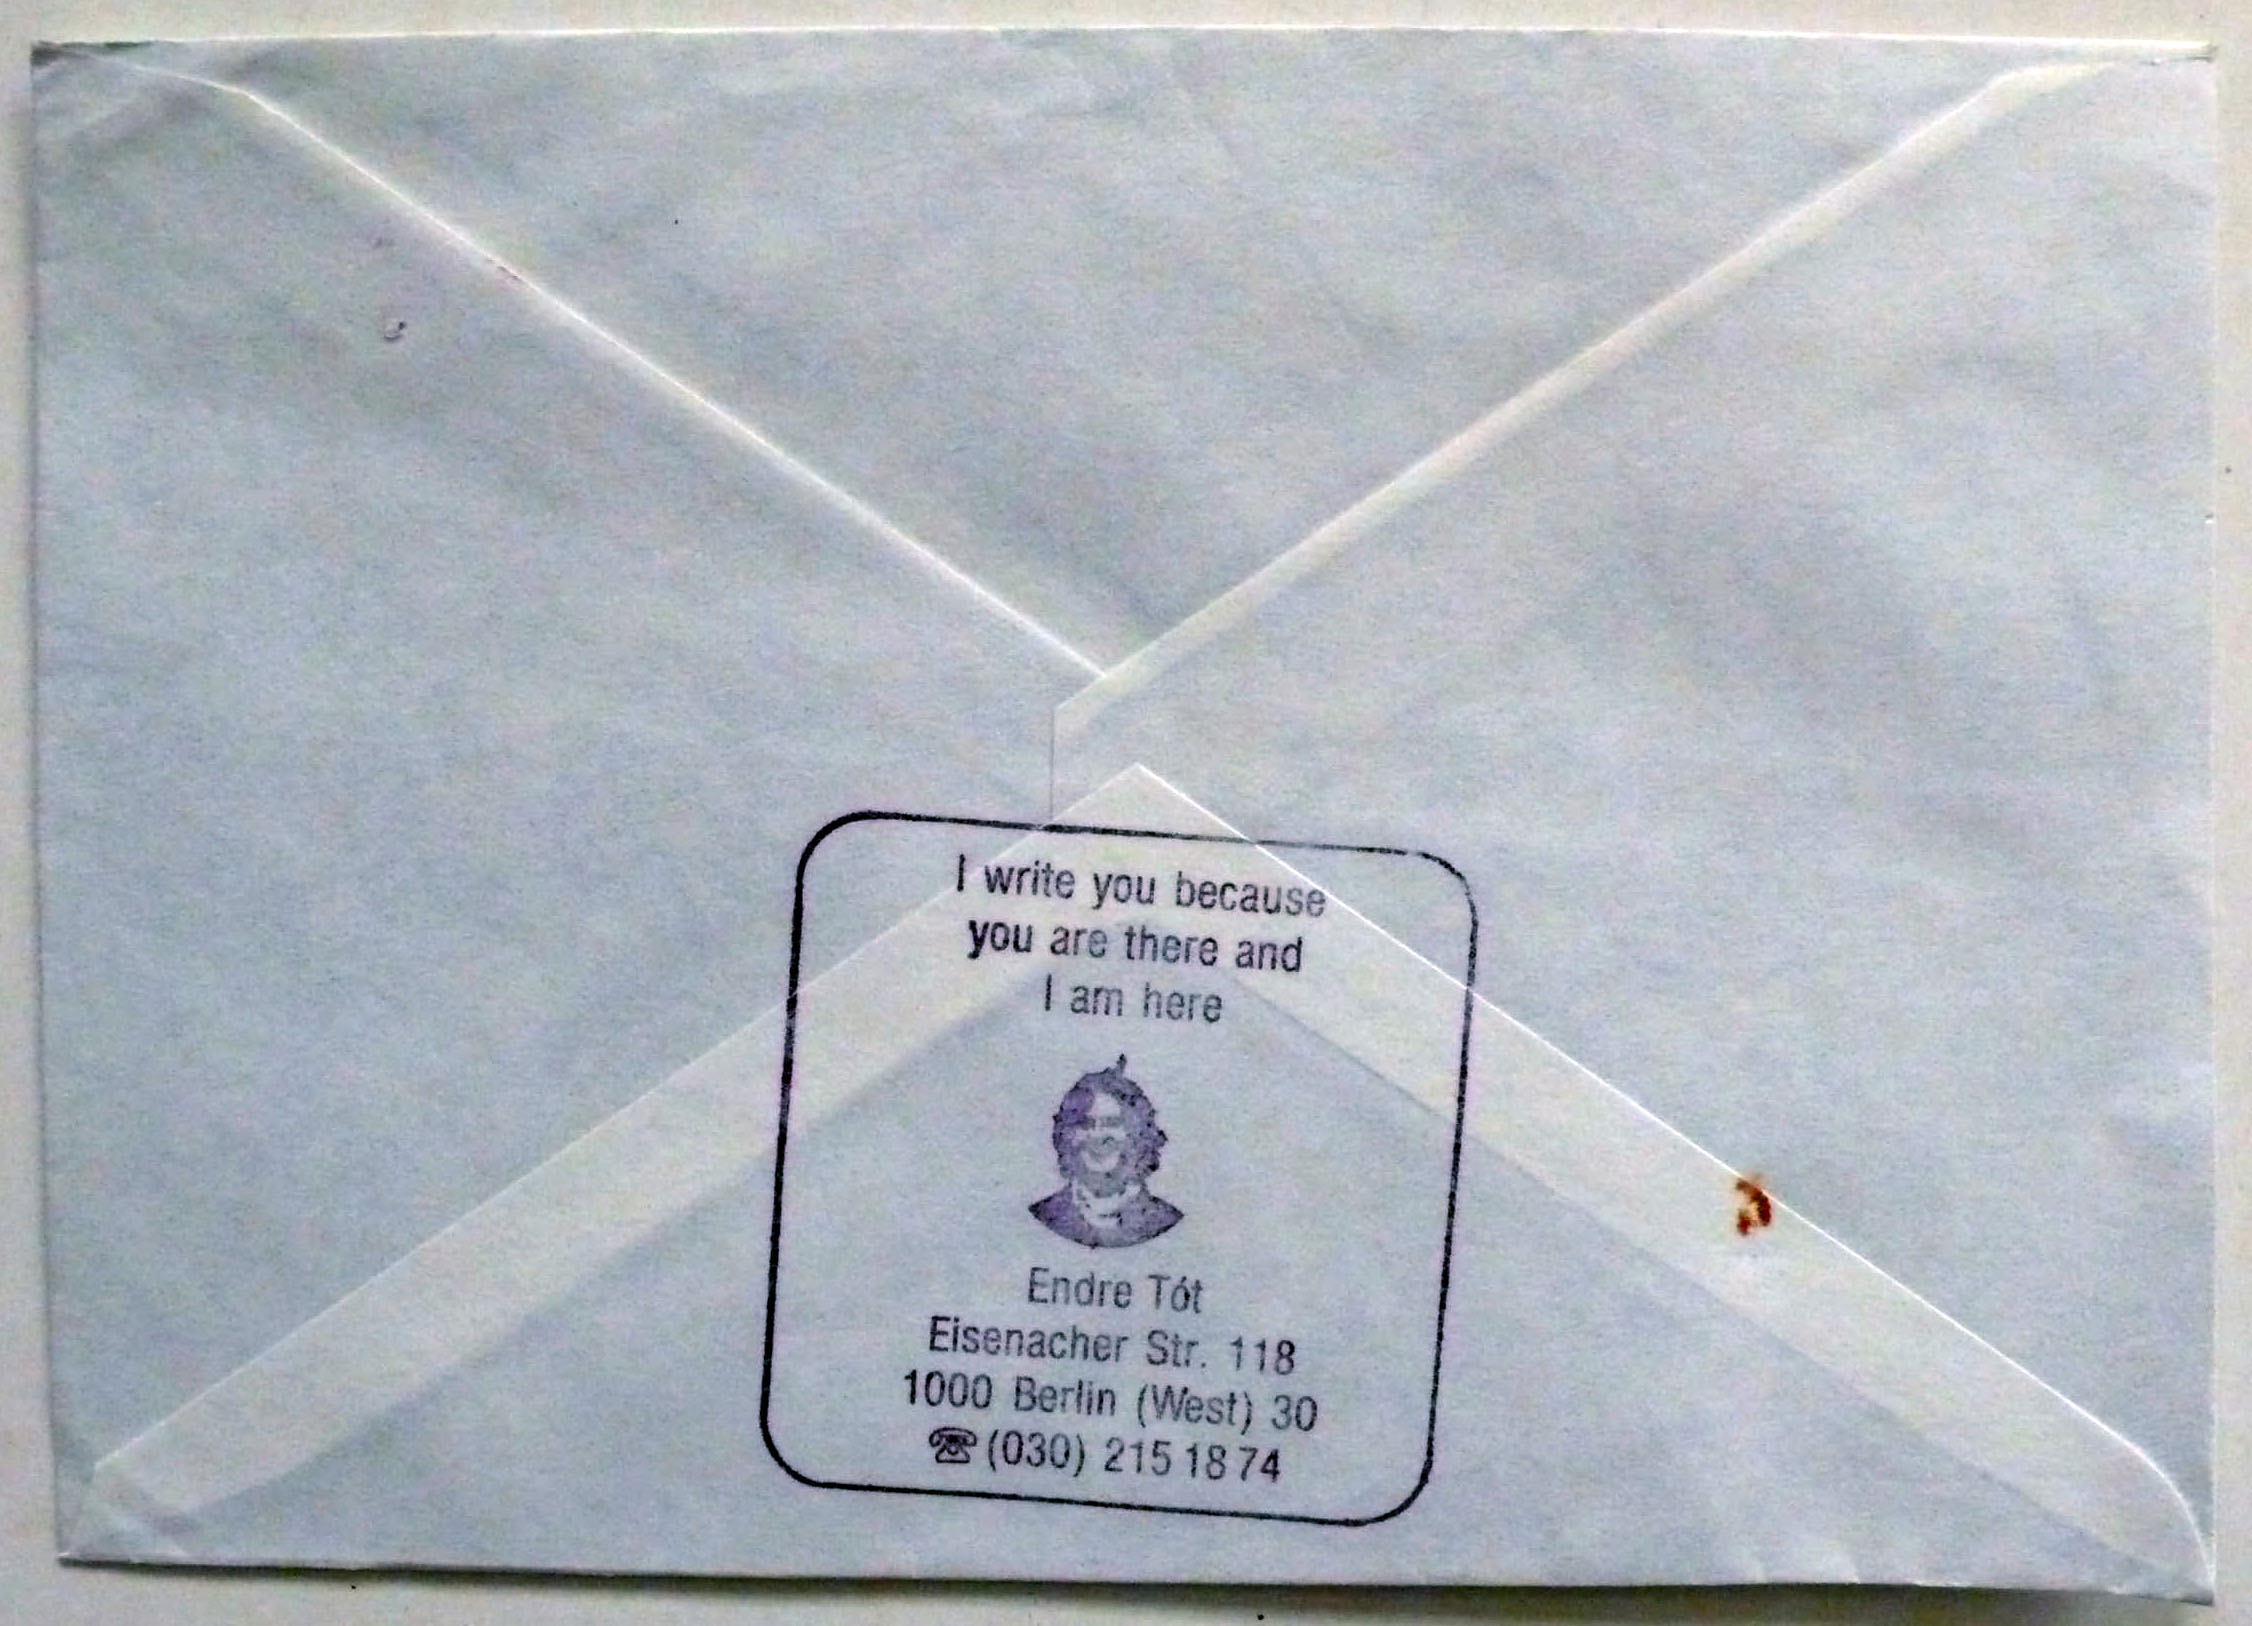 I write you because
you are there and
I am here
Endre Tót
Eisenacher Str. 118
1000 Berlin (West) 30
☎(030) 215 18 74